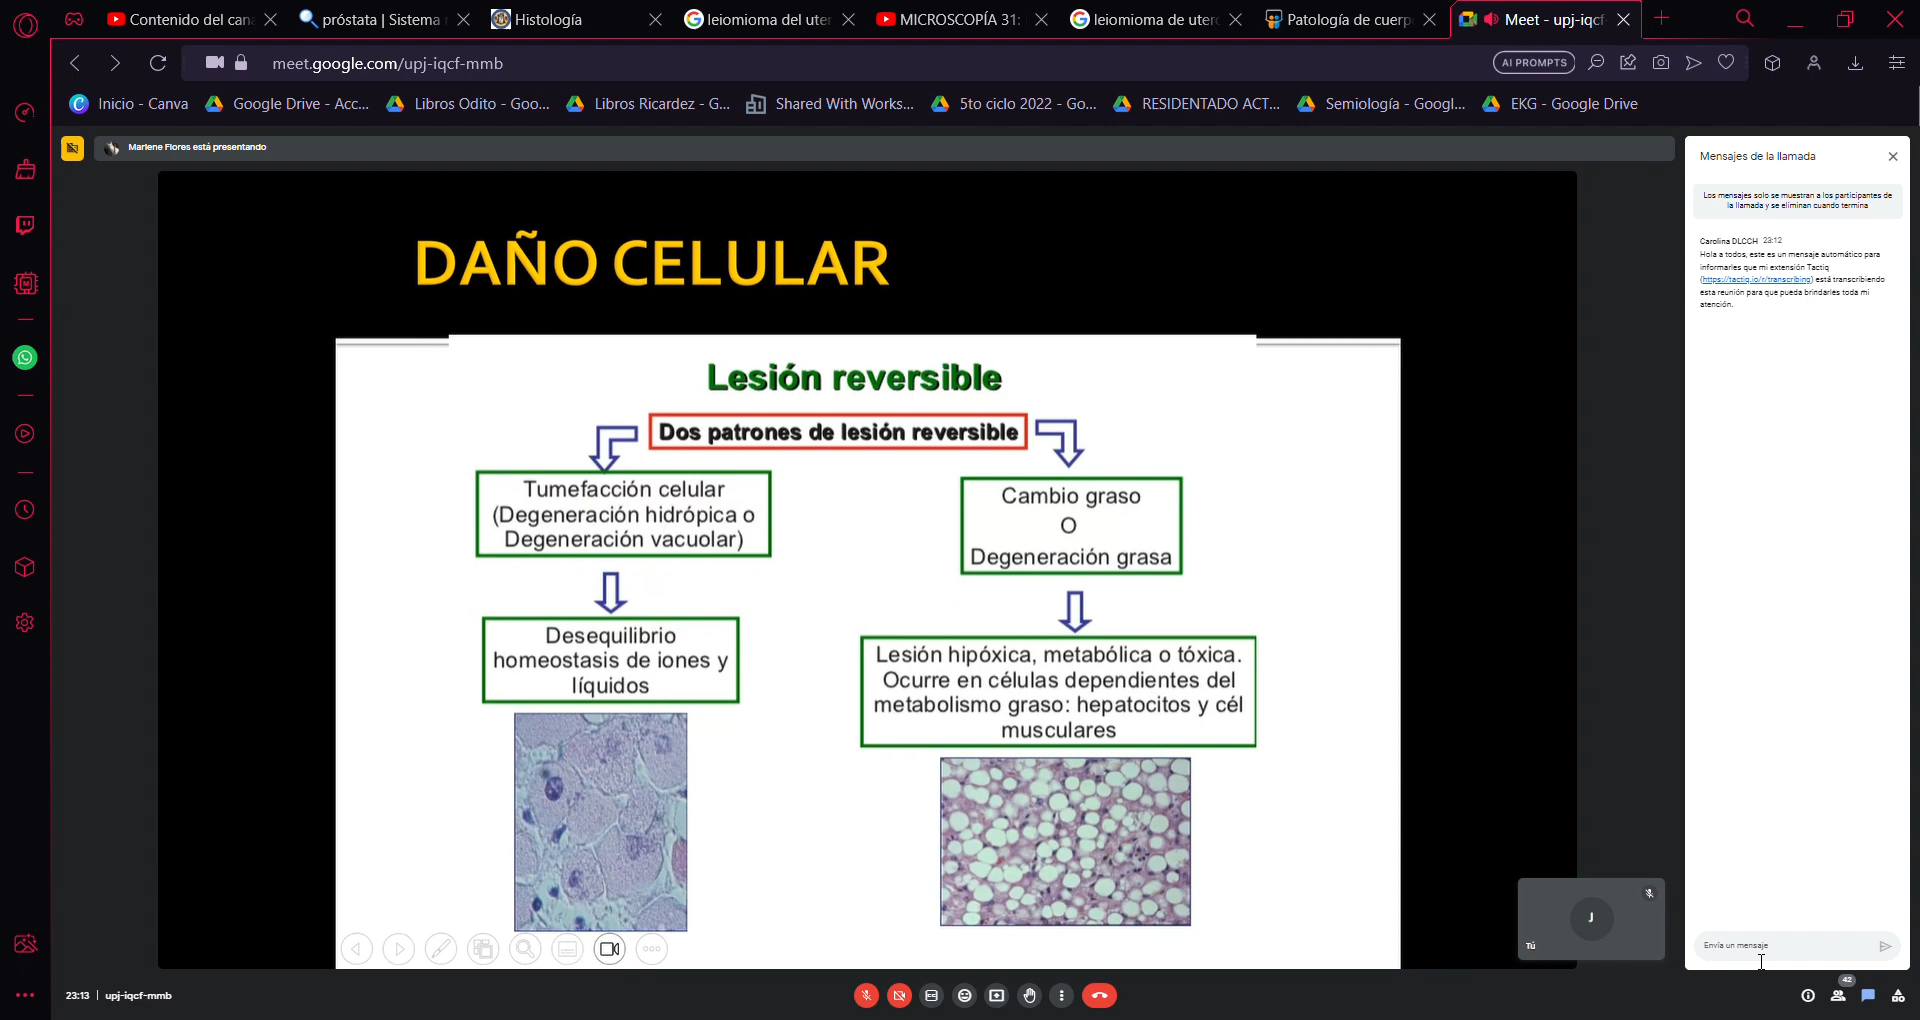 Contenido del can
próstata | Sistema
Histología
leiomioma del uter
MICROSCOPÍA 31:
leiomioma de utero
Patología de cuerp
Meet - upj-iqcf
meet.google.com/upj-iqcf-mmb
AI PROMPTS
Inicio - Canva
Google Drive - Acc...
Libros Odito - Goo...
Libros Ricardez - G...
Shared With Works...
5to ciclo 2022 - Go...
RESIDENTADO ACT...
Semiología - Googl...
EKG - Google Drive
Marlene Flores está presentando
DAÑO CELULAR
Lesión reversible
Dos patrones de lesión reversible
Tumefacción celular
(Degeneración hidrópica o
Degeneración vacuolar)
Desequilibrio
homeostasis de iones y
líquidos
Cambio graso
O
Degeneración grasa
Lesión hipóxica, metabólica o tóxica.
Ocurre en células dependientes del
metabolismo graso: hepatocitos y cél
musculares
J
Tú
Mensajes de la llamada
Los mensajes solo se muestran a los participantes de
la llamada y se eliminan cuando termina
Carolina DLCCH 23:12
Hola a todos, este es un mensaje automático para
informarles que mi extensión Tactiq
(https://tactiq.io/r/transcribing) está transcribiendo
esta reunión para que pueda brindarles toda mi
atención.
Envía un mensaje
23:13 | upj-iqcf-mmb
42